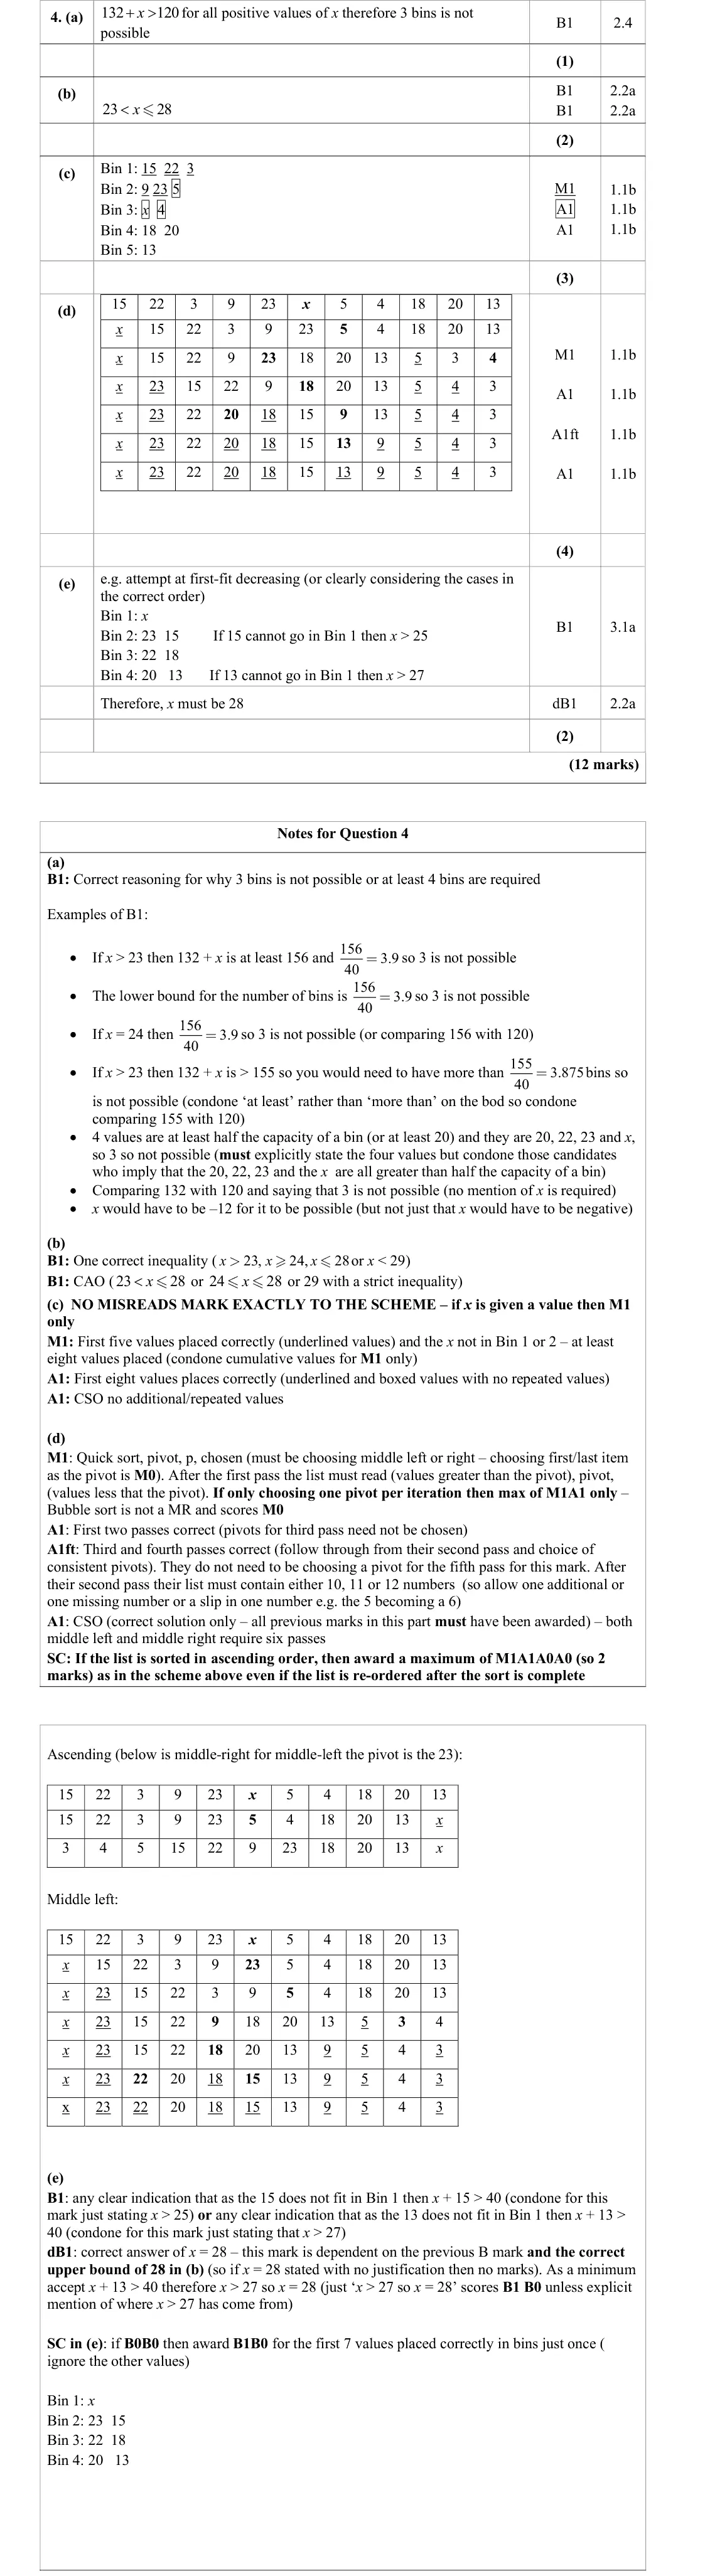 4. (a) 132 + x >120 for all positive values of x therefore 3 bins is not B1 2.4
possible
(1)
(b) B1 2.2a
23 < x ⩽ 28 B1 2.2a
(2)
(c) Bin 1: 15 22 3
Bin 2: 9 23 5 M1 1.1b
Bin 3: x 4 A1 1.1b
Bin 4: 18 20 A1 1.1b
Bin 5: 13
(3)
(d) 15 22 3 9 23 x 5 4 18 20 13
x 15 22 3 9 23 5 4 18 20 13
x 15 22 9 23 18 20 13 5 3 4 M1 1.1b
x 23 15 22 9 18 20 13 5 4 3 A1 1.1b
x 23 22 20 18 15 9 13 5 4 3 A1ft 1.1b
x 23 22 20 18 15 13 9 5 4 3
x 23 22 20 18 15 13 9 5 4 3 A1 1.1b
(4)
(e) e.g. attempt at first-fit decreasing (or clearly considering the cases in
the correct order)
Bin 1: x
Bin 2: 23 15 If 15 cannot go in Bin 1 then x > 25 B1 3.1a
Bin 3: 22 18
Bin 4: 20 13 If 13 cannot go in Bin 1 then x > 27
Therefore, x must be 28 dB1 2.2a
(2)
(12 marks)
Notes for Question 4
(a)
B1: Correct reasoning for why 3 bins is not possible or at least 4 bins are required
Examples of B1:
• If x > 23 then 132 + x is at least 156 and 156/40 = 3.9 so 3 is not possible
• The lower bound for the number of bins is 156/40 = 3.9 so 3 is not possible
• If x = 24 then 156/40 = 3.9 so 3 is not possible (or comparing 156 with 120)
• If x > 23 then 132 + x is > 155 so you would need to have more than 155/40 = 3.875 bins so
is not possible (condone ‘at least’ rather than ‘more than’ on the bod so condone
comparing 155 with 120)
• 4 values are at least half the capacity of a bin (or at least 20) and they are 20, 22, 23 and x,
so 3 so not possible (must explicitly state the four values but condone those candidates
who imply that the 20, 22, 23 and the x are all greater than half the capacity of a bin)
• Comparing 132 with 120 and saying that 3 is not possible (no mention of x is required)
• x would have to be –12 for it to be possible (but not just that x would have to be negative)
(b)
B1: One correct inequality ( x > 23, x ⩾ 24, x ⩽ 28 or x < 29)
B1: CAO ( 23 < x ⩽ 28 or 24 ⩽ x ⩽ 28 or 29 with a strict inequality)
(c) NO MISREADS MARK EXACTLY TO THE SCHEME – if x is given a value then M1
only
M1: First five values placed correctly (underlined values) and the x not in Bin 1 or 2 – at least
eight values placed (condone cumulative values for M1 only)
A1: First eight values places correctly (underlined and boxed values with no repeated values)
A1: CSO no additional/repeated values
(d)
M1: Quick sort, pivot, p, chosen (must be choosing middle left or right – choosing first/last item
as the pivot is M0). After the first pass the list must read (values greater than the pivot), pivot,
(values less that the pivot). If only choosing one pivot per iteration then max of M1A1 only –
Bubble sort is not a MR and scores M0
A1: First two passes correct (pivots for third pass need not be chosen)
A1ft: Third and fourth passes correct (follow through from their second pass and choice of
consistent pivots). They do not need to be choosing a pivot for the fifth pass for this mark. After
their second pass their list must contain either 10, 11 or 12 numbers (so allow one additional or
one missing number or a slip in one number e.g. the 5 becoming a 6)
A1: CSO (correct solution only – all previous marks in this part must have been awarded) – both
middle left and middle right require six passes
SC: If the list is sorted in ascending order, then award a maximum of M1A1A0A0 (so 2
marks) as in the scheme above even if the list is re-ordered after the sort is complete
Ascending (below is middle-right for middle-left the pivot is the 23):
15 22 3 9 23 x 5 4 18 20 13
15 22 3 9 23 5 4 18 20 13 x
3 4 5 15 22 9 23 18 20 13 x
Middle left:
15 22 3 9 23 x 5 4 18 20 13
x 15 22 3 9 23 5 4 18 20 13
x 23 15 22 3 9 5 4 18 20 13
x 23 15 22 9 18 20 13 5 3 4
x 23 15 22 18 20 13 9 5 4 3
x 23 22 20 18 15 13 9 5 4 3
x 23 22 20 18 15 13 9 5 4 3
(e)
B1: any clear indication that as the 15 does not fit in Bin 1 then x + 15 > 40 (condone for this
mark just stating x > 25) or any clear indication that as the 13 does not fit in Bin 1 then x + 13 >
40 (condone for this mark just stating that x > 27)
dB1: correct answer of x = 28 – this mark is dependent on the previous B mark and the correct
upper bound of 28 in (b) (so if x = 28 stated with no justification then no marks). As a minimum
accept x + 13 > 40 therefore x > 27 so x = 28 (just ‘x > 27 so x = 28’ scores B1 B0 unless explicit
mention of where x > 27 has come from)
SC in (e): if B0B0 then award B1B0 for the first 7 values placed correctly in bins just once (
ignore the other values)
Bin 1: x
Bin 2: 23 15
Bin 3: 22 18
Bin 4: 20 13